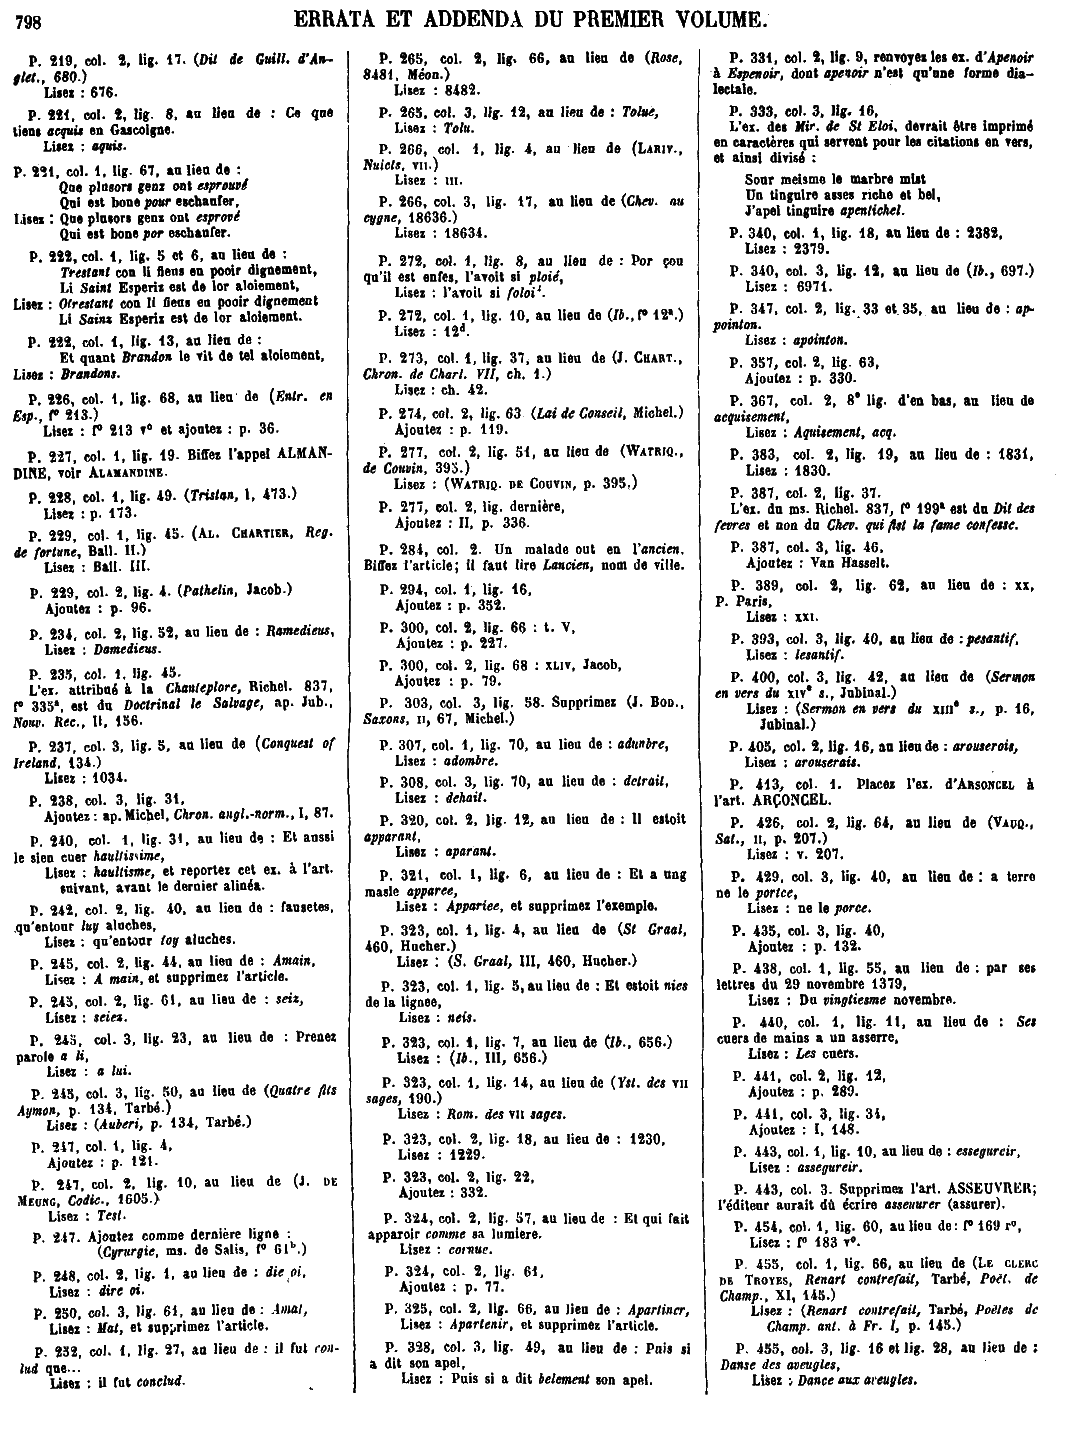 798
ERRATA ET ADDENDA DU PREMIER VOLUME.
P. 219, col. 2, lig. 17. (Dit de Guill. d'An-
glet., 680.)
Lisez : 676.
P. 221, col. 2, lig. 8, au lieu de : Ce que
tiens acquis en Gascoigne.
Lisez : aquis.
P. 221, col. 1, lig. 67, au lieu de :
Que plusors genz ont esprouvé
Qui est bone pour eschaufer,
Lisez : Que plusors genz ont esprové
Qui est bone por eschaufer.
P. 222, col. 1, lig. 5 et 6, au lieu de :
Trestant con li fiens en pooir dignement,
Li Saint Esperiz est de lor aloiement,
Lisez : Otrestant con li fiens en pooir dignement
Li Sainz Esperiz est de lor aloiement.
P. 222, col. 1, lig. 13, au lieu de :
Et quant Brandon le vit de tel aloiement,
Lisez : Brandons.
P. 226, col. 1, lig. 68, au lieu de (Entr. en
Esp., f° 213.)
Lisez : f° 213 v° et ajoutez : p. 36.
P. 227, col. 1, lig. 19. Biffez l'appel ALMAN-
DINE, voir ALAMANDINE.
P. 228, col. 1, lig. 49. (Tristan, I, 473.)
Lisez : p. 173.
P. 229, col. 1, lig. 45. (AL. CHARTIER, Reg.
de fortune, Ball. II.)
Lisez : Ball. III.
P. 229, col. 2, lig. 4. (Pathelin, Jacob.)
Ajoutez : p. 96.
P. 234, col. 2, lig. 52, au lieu de : Ramedieus,
Lisez : Damedieus.
P. 235, col. 1, lig. 45.
L'ex. attribué à la Chanteplore, Richel. 837,
f° 335ª, est du Doctrinal le Salvage, ap. Jub.,
Nouv. Rec., II, 156.
P. 237, col. 3, lig. 5, au lieu de (Conquest of
Ireland, 134.)
Lisez : 1034.
P. 238, col. 3, lig. 31,
Ajoutez : ap. Michel, Chron. angl.-norm., I, 87.
P. 240, col. 1, lig. 31, au lieu de : Et aussi
le sien cuer haultissime,
Lisez : haultisme, et reportez cet ex. à l'art.
suivant, avant le dernier alinéa.
P. 242, col. 2, lig. 40, au lieu de : fausetes,
qu'entour luy aluches,
Lisez : qu'entour toy aluches.
P. 245, col. 2, lig. 44, au lieu de : Amain,
Lisez : A main, et supprimez l'article.
P. 245, col. 2, lig. 61, au lieu de : seiz,
Lisez : seiez.
P. 245, col. 3, lig. 23, au lieu de : Prenez
parole a li,
Lisez : a lui.
P. 245, col. 3, lig. 50, au lieu de (Quatre fils
Aymon, p. 134, Tarbé.)
Lisez : (Auberi, p. 134, Tarbé.)
P. 247, col. 1, lig. 4,
Ajoutez : p. 121.
P. 247, col. 2, lig. 10, au lieu de (J. DE
MEUNG, Codic., 1605.)
Lisez : Test.
P. 247. Ajoutez comme dernière ligne :
(Cyrurgie, ms. de Salis, f° 61ᵇ.)
P. 248, col. 2, lig. 1, au lieu de : die oi,
Lisez : dire oi.
P. 250, col. 3, lig. 61, au lieu de : Amat,
Lisez : Mat, et supprimez l'article.
P. 252, col. 1, lig. 27, au lieu de : il fut con-
lud que...
Lisez : il fut conclud.
P. 265, col. 2, lig. 66, au lieu de (Rose,
8481, Méon.)
Lisez : 8482.
P. 265, col. 3, lig. 12, au lieu de : Tolue,
Lisez : Tolu.
P. 266, col. 1, lig. 4, au lieu de (LARIV.,
Nuicts, VII.)
Lisez : III.
P. 266, col. 3, lig. 17, au lieu de (Chev. au
cygne, 18636.)
Lisez : 18634.
P. 272, col. 1, lig. 8, au lieu de : Por çou
qu'il est enfes, l'avoit si ploié,
Lisez : l'avoit si foloi¹.
P. 272, col. 1, lig. 10, au lieu de (Ib., f° 12ª.)
Lisez : 12ᵈ.
P. 273, col. 1, lig. 37, au lieu de (J. CHART.,
Chron. de Charl. VII, ch. 1.)
Lisez : ch. 42.
P. 274, col. 2, lig. 63 (Lai de Conseil, Michel.)
Ajoutez : p. 119.
P. 277, col. 2, lig. 51, au lieu de (WATRIQ.,
de Couvin, 395.)
Lisez : (WATRIQ. DE COUVIN, p. 395.)
P. 277, col. 2, lig. dernière,
Ajoutez : II, p. 336.
P. 284, col. 2. Un malade out en l'ancien.
Biffez l'article; il faut lire Lancien, nom de ville.
P. 294, col. 1, lig. 16,
Ajoutez : p. 352.
P. 300, col. 2, lig. 66 : t. V,
Ajoutez : p. 227.
P. 300, col. 2, lig. 68 : XLIV, Jacob,
Ajoutez : p. 79.
P. 303, col. 3, lig. 58. Supprimez (J. BOD.,
Saxons, II, 67, Michel.)
P. 307, col. 1, lig. 70, au lieu de : adunbre,
Lisez : adombre.
P. 308, col. 3, lig. 70, au lieu de : detrait,
Lisez : dehait.
P. 320, col. 2, lig. 12, au lieu de : Il estoit
apparant,
Lisez : aparant.
P. 321, col. 1, lig. 6, au lieu de : Et a ung
masle apparee,
Lisez : Appariee, et supprimez l'exemple.
P. 323, col. 1, lig. 4, au lieu de (St Graal,
460, Hucher.)
Lisez : (S. Graal, III, 460, Hucher.)
P. 323, col. 1, lig. 5, au lieu de : Et estoit nies
de la lignee,
Lisez : neis.
P. 323, col. 1, lig. 7, au lieu de (Ib., 656.)
Lisez : (Ib., III, 656.)
P. 323, col. 1, lig. 14, au lieu de (Yst. des VII
sages, 190.)
Lisez : Rom. des VII sages.
P. 323, col. 2, lig. 18, au lieu de : 1230,
Lisez : 1229.
P. 323, col. 2, lig. 22,
Ajoutez : 332.
P. 324, col. 2, lig. 57, au lieu de : Et qui fait
apparoir comme sa lumiere.
Lisez : cornue.
P. 324, col. 2, lig. 61,
Ajoutez : p. 77.
P. 325, col. 2, lig. 66, au lieu de : Apartiner,
Lisez : Apartenir, et supprimez l'article.
P. 328, col. 3, lig. 49, au lieu de : Puis si
a dit son apel,
Lisez : Puis si a dit belement son apel.
P. 331, col. 2, lig. 9, renvoyez les ex. d'Apenoir
à Espenoir, dont apenoir n'est qu'une forme dia-
lectale.
P. 333, col. 3, lig. 16,
L'ex. des Mir. de St Eloi, devrait être imprimé
en caractères qui servent pour les citations en vers,
et ainsi divisé :
Sour meisme le marbre mist
Un tinguire asses riche et bel,
J'apel tinguire apentichel.
P. 340, col. 1, lig. 18, au lieu de : 2382,
Lisez : 2379.
P. 340, col. 3, lig. 12, au lieu de (Ib., 697.)
Lisez : 6971.
P. 347, col. 2, lig. 33 et 35, au lieu de : ap-
pointon.
Lisez : apointon.
P. 357, col. 2, lig. 63,
Ajoutez : p. 330.
P. 367, col. 2, 8ᵉ lig. d'en bas, au lieu de
acquisement,
Lisez : Aquisement, acq.
P. 383, col. 2, lig. 19, au lieu de : 1831,
Lisez : 1830.
P. 387, col. 2, lig. 37.
L'ex. du ms. Richel. 837, f° 199ª est du Dit des
fevres et non du Chev. qui fist la fame confesse.
P. 387, col. 3, lig. 46,
Ajoutez : Van Hasselt.
P. 389, col. 2, lig. 62, au lieu de : XX,
P. Paris,
Lisez : XXI.
P. 393, col. 3, lig. 40, au lieu de : pesantif,
Lisez : lesantif.
P. 400, col. 3, lig. 42, au lieu de (Sermon
en vers du XIVᵉ s., Jubinal.)
Lisez : (Sermon en vers du XIIIᵉ s., p. 16,
Jubinal.)
P. 405, col. 2, lig. 16, au lieu de : arouserois,
Lisez : arouserais.
P. 413, col. 1. Placez l'ex. d'ARSONCEL à
l'art. ARÇONCEL.
P. 426, col. 2, lig. 64, au lieu de (VAUQ.,
Sat., II, p. 207.)
Lisez : v. 207.
P. 429, col. 3, lig. 40, au lieu de : a terre
ne le portce,
Lisez : ne le porce.
P. 435, col. 3, lig. 40,
Ajoutez : p. 132.
P. 438, col. 1, lig. 55, au lieu de : par ses
lettres du 29 novembre 1379,
Lisez : Du vingtiesme novembre.
P. 440, col. 1, lig. 11, au lieu de : Ses
cuers de mains a un asserre,
Lisez : Les cuers.
P. 441, col. 2, lig. 12,
Ajoutez : p. 289.
P. 441, col. 3, lig. 31,
Ajoutez : I, 148.
P. 443, col. 1, lig. 10, au lieu de : essegurcir,
Lisez : assegureir.
P. 443, col. 3. Supprimez l'art. ASSEUVRER;
l'éditeur aurait dû écrire asseuurer (assurer).
P. 454, col. 1, lig. 60, au lieu de : f° 169 r°,
Lisez : f° 183 v°.
P. 455, col. 1, lig. 66, au lieu de (LE CLERC
DE TROYES, Renart contrefait, Tarbé, Poët. de
Champ., XI, 145.)
Lisez : (Renart contrefait, Tarbé, Poëtes de
Champ. ant. à Fr. I, p. 145.)
P. 455, col. 3, lig. 16 et lig. 28, au lieu de :
Danse des aveugles,
Lisez : Dance aux aveugles.